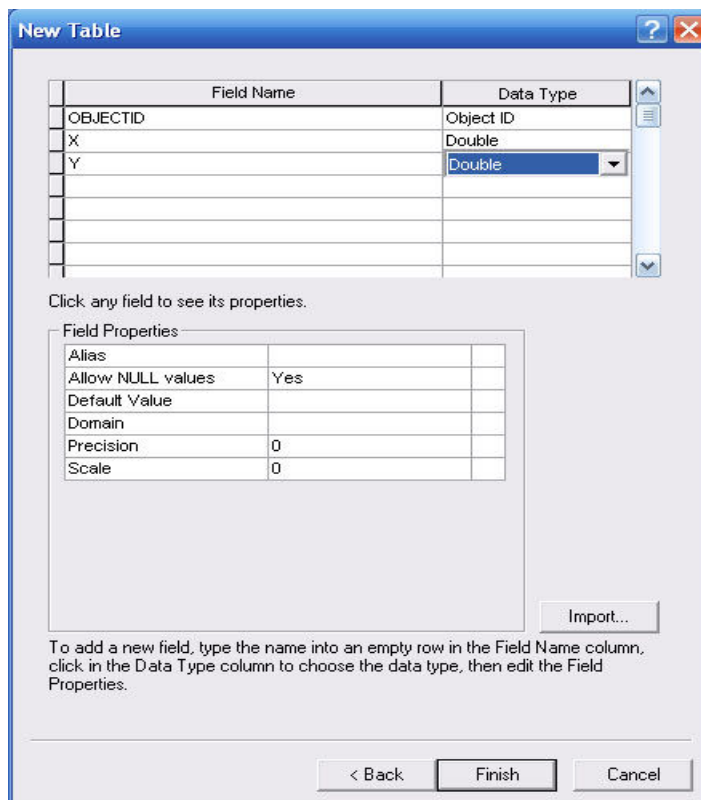 New Table
Field Name Data Type
OBJECTID Object ID
X Double
Y Double
Click any field to see its properties.
Field Properties
Alias
Allow NULL values Yes
Default Value
Domain
Precision 0
Scale 0
Import...
To add a new field, type the name into an empty row in the Field Name column,
click in the Data Type column to choose the data type, then edit the Field
Properties.
< Back Finish Cancel